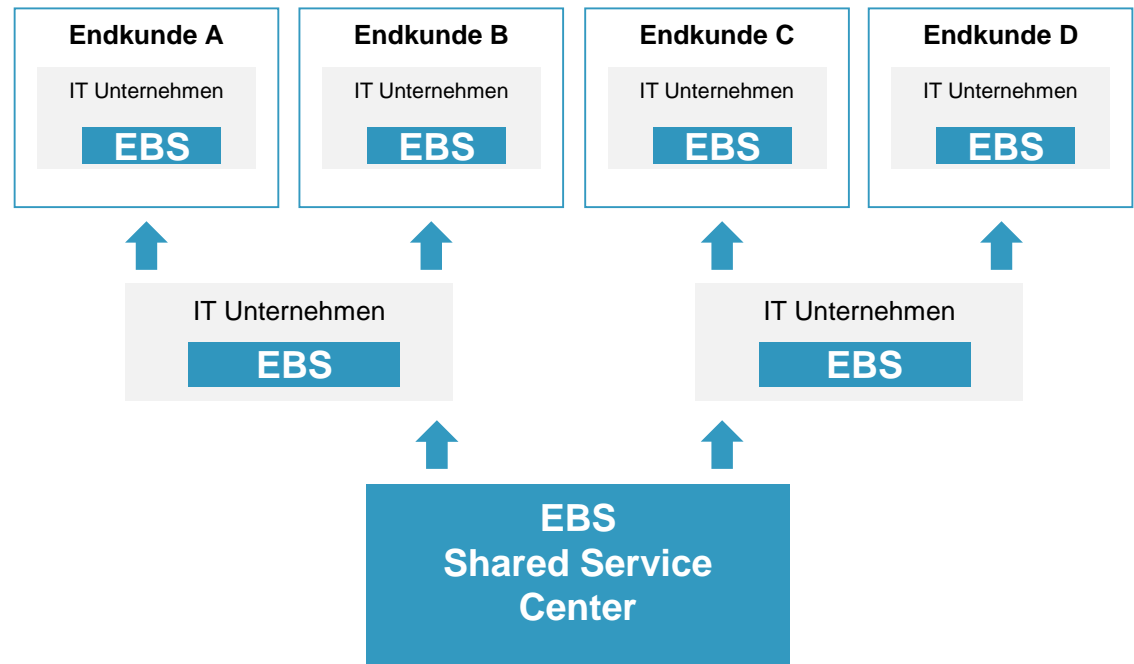 Endkunde A
IT Unternehmen
EBS
Endkunde B
IT Unternehmen
EBS
Endkunde C
IT Unternehmen
EBS
Endkunde D
IT Unternehmen
EBS
IT Unternehmen
EBS
IT Unternehmen
EBS
EBS
Shared Service
Center